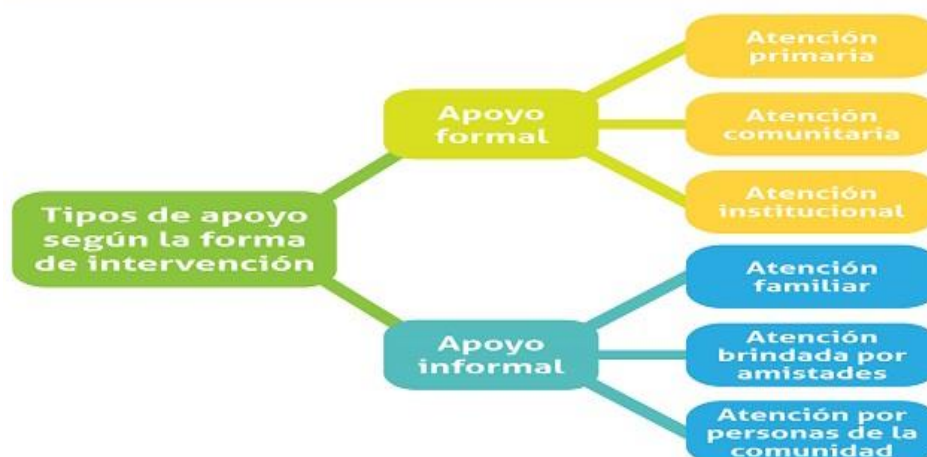 Tipos de apoyo
según la forma
de intervención
Apoyo
formal
Atención
primaria
Atención
comunitaria
Atención
institucional
Apoyo
informal
Atención
familiar
Atención
brindada por
amistades
Atención por
personas de la
comunidad